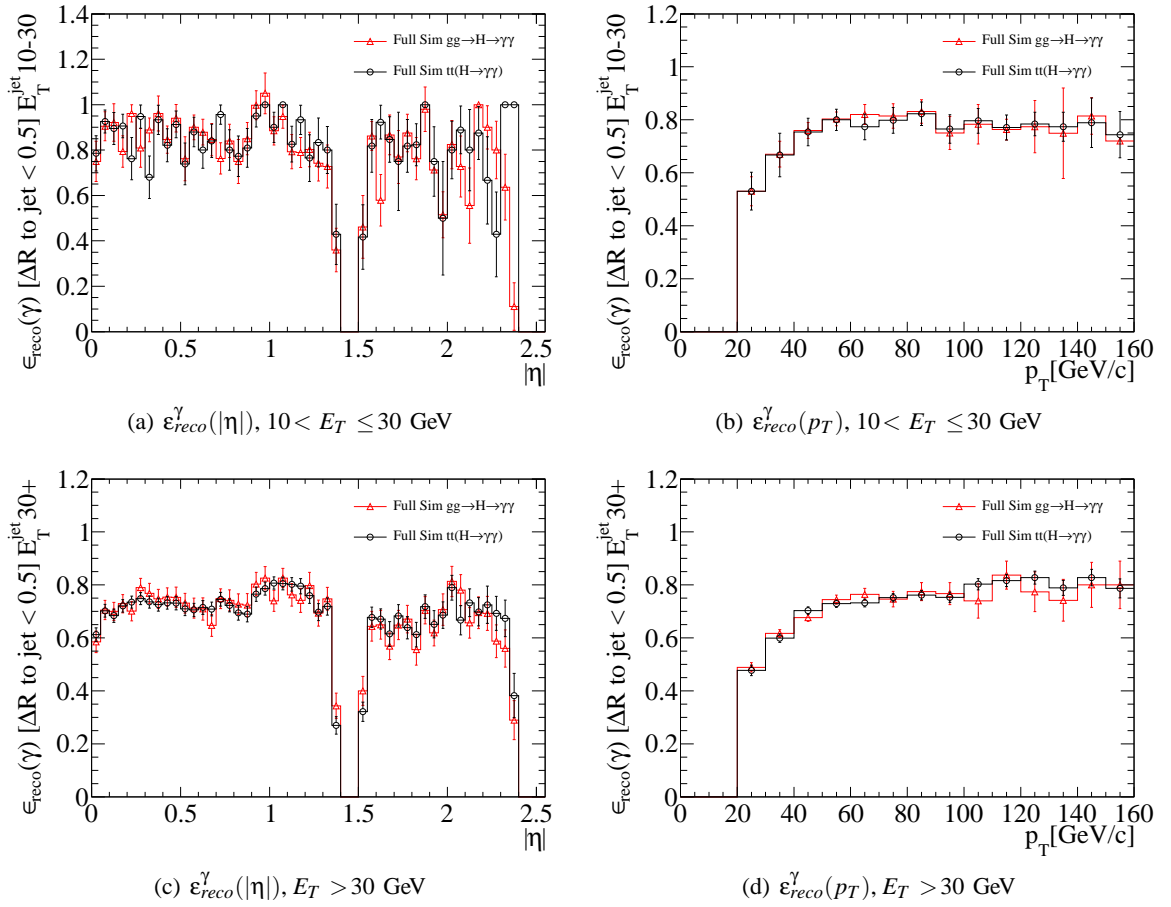 ϵ_reco(γ) [ΔR to jet < 0.5] E_T^jet 10-30
1.4
1.2
1
0.8
0.6
0.4
0.2
0
Full Sim gg→H→γγ
Full Sim tt(H→γγ)
0 0.5 1 1.5 2 2.5
|η|
(a) ε_reco^γ(|η|), 10< E_T ≤30 GeV
ϵ_reco(γ) [ΔR to jet < 0.5] E_T^jet 10-30
1.2
1
0.8
0.6
0.4
0.2
0
Full Sim gg→H→γγ
Full Sim tt(H→γγ)
0 20 40 60 80 100 120 140 160
p_T[GeV/c]
(b) ε_reco^γ(p_T), 10< E_T ≤30 GeV
ϵ_reco(γ) [ΔR to jet < 0.5] E_T^jet 30+
1.2
1
0.8
0.6
0.4
0.2
0
Full Sim gg→H→γγ
Full Sim tt(H→γγ)
0 0.5 1 1.5 2 2.5
|η|
(c) ε_reco^γ(|η|), E_T >30 GeV
ϵ_reco(γ) [ΔR to jet < 0.5] E_T^jet 30+
1.2
1
0.8
0.6
0.4
0.2
0
Full Sim gg→H→γγ
Full Sim tt(H→γγ)
0 20 40 60 80 100 120 140 160
p_T[GeV/c]
(d) ε_reco^γ(p_T), E_T >30 GeV